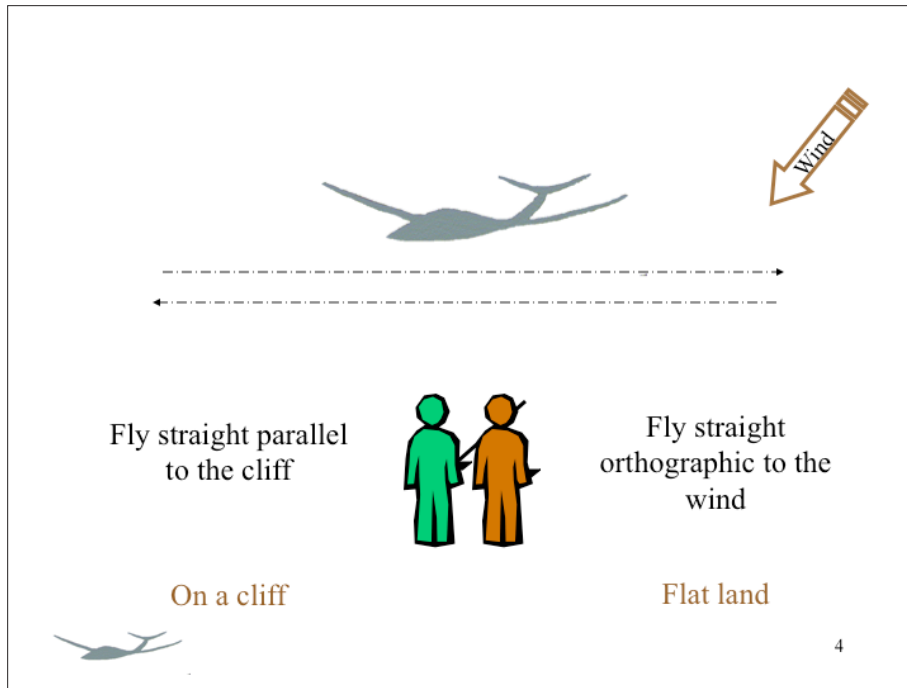 Wind
Fly straight parallel
to the cliff
Fly straight
orthographic to the
wind
On a cliff
Flat land
4